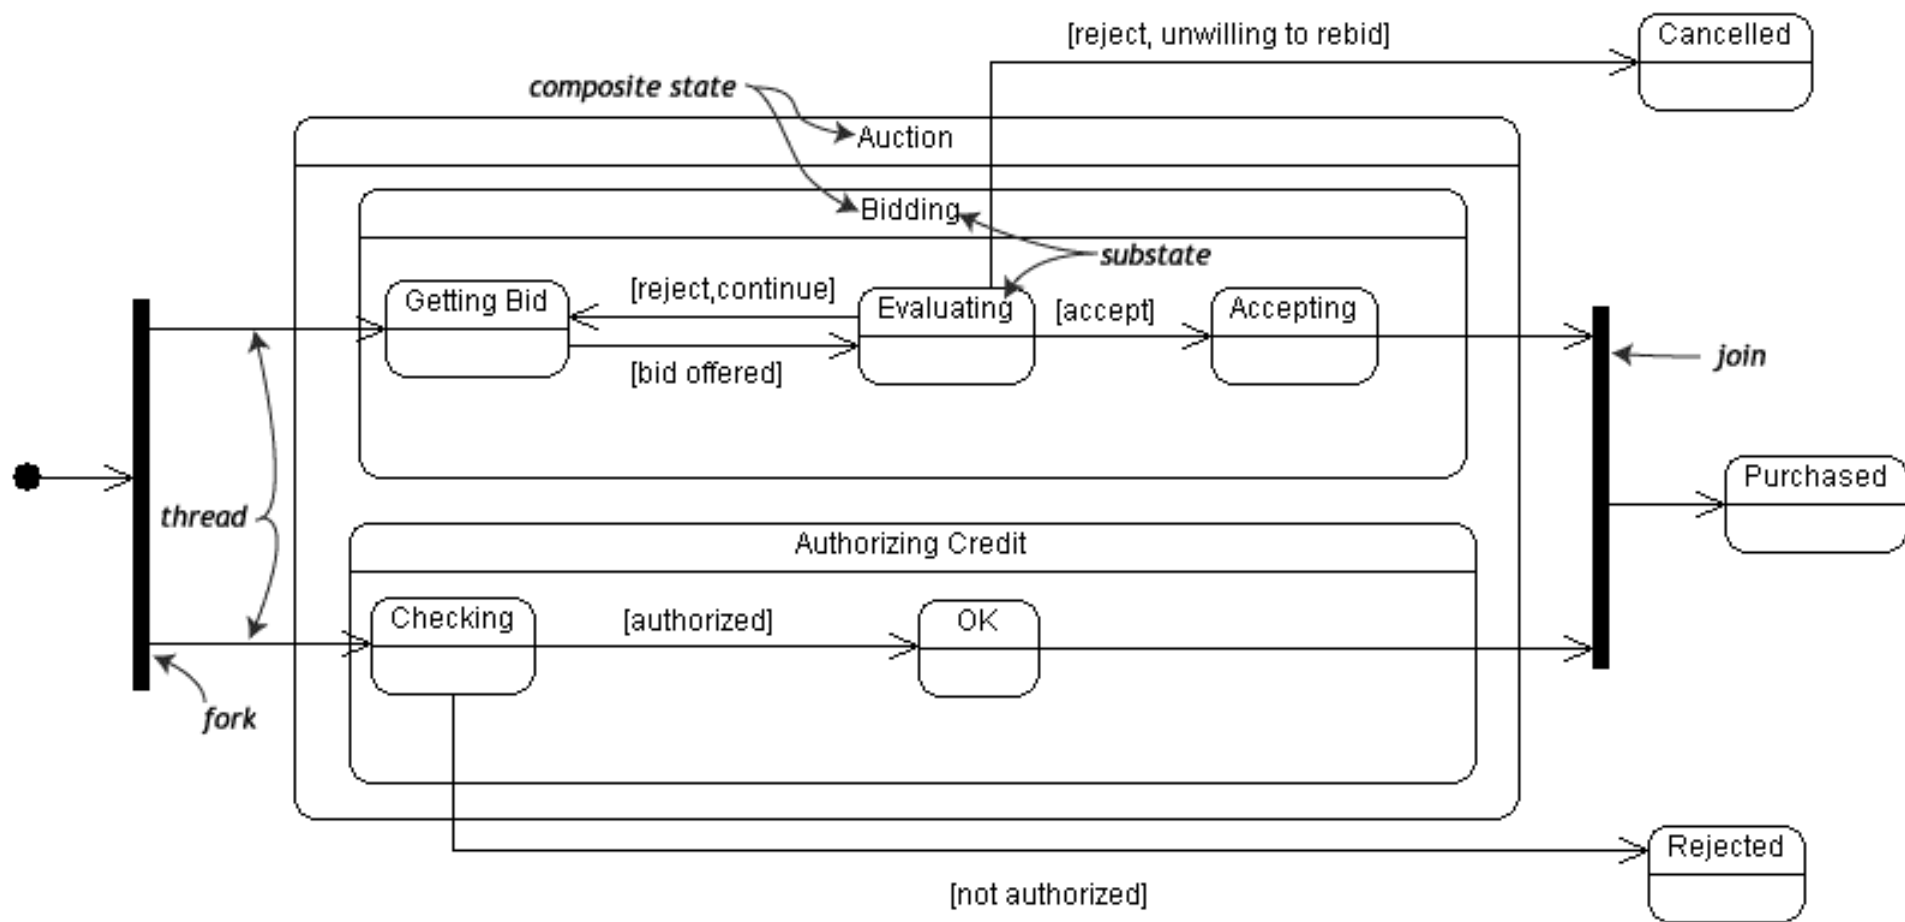 [reject, unwilling to rebid]
Cancelled
composite state
Auction
Bidding
substate
Getting Bid
[reject,continue]
Evaluating
[accept]
Accepting
[bid offered]
join
Purchased
thread
Authorizing Credit
Checking
[authorized]
OK
fork
Rejected
[not authorized]